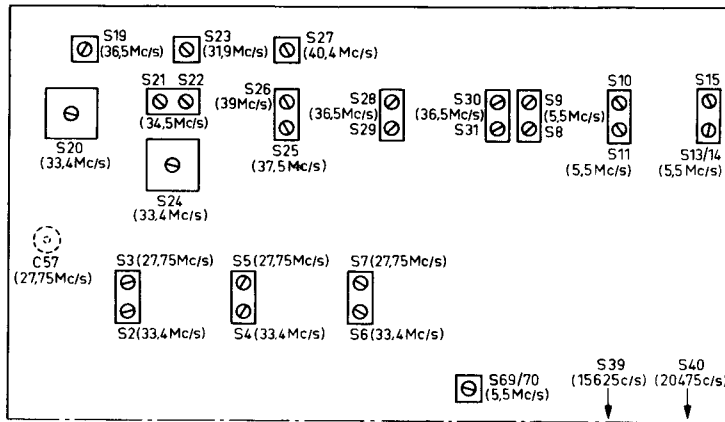 S19
(36,5Mc/s)
S23
(31,9Mc/s)
S27
(40,4Mc/s)
S21 S22
(34,5Mc/s)
S20
(33,4Mc/s)
S24
(33,4Mc/s)
S26
(39Mc/s)
S25
(37,5Mc/s)
S28
(36,5Mc/s)
S29
S30
(36,5Mc/s)
S31
S9
(5,5Mc/s)
S8
S10
S11
(5,5Mc/s)
S15
S13/14
(5,5Mc/s)
C57
(27,75Mc/s)
S3(27,75Mc/s)
S2(33,4Mc/s)
S5(27,75Mc/s)
S4(33,4Mc/s)
S7(27,75Mc/s)
S6(33,4Mc/s)
S69/70
(5,5Mc/s)
S39
(15625c/s)
S40
(20475c/s)